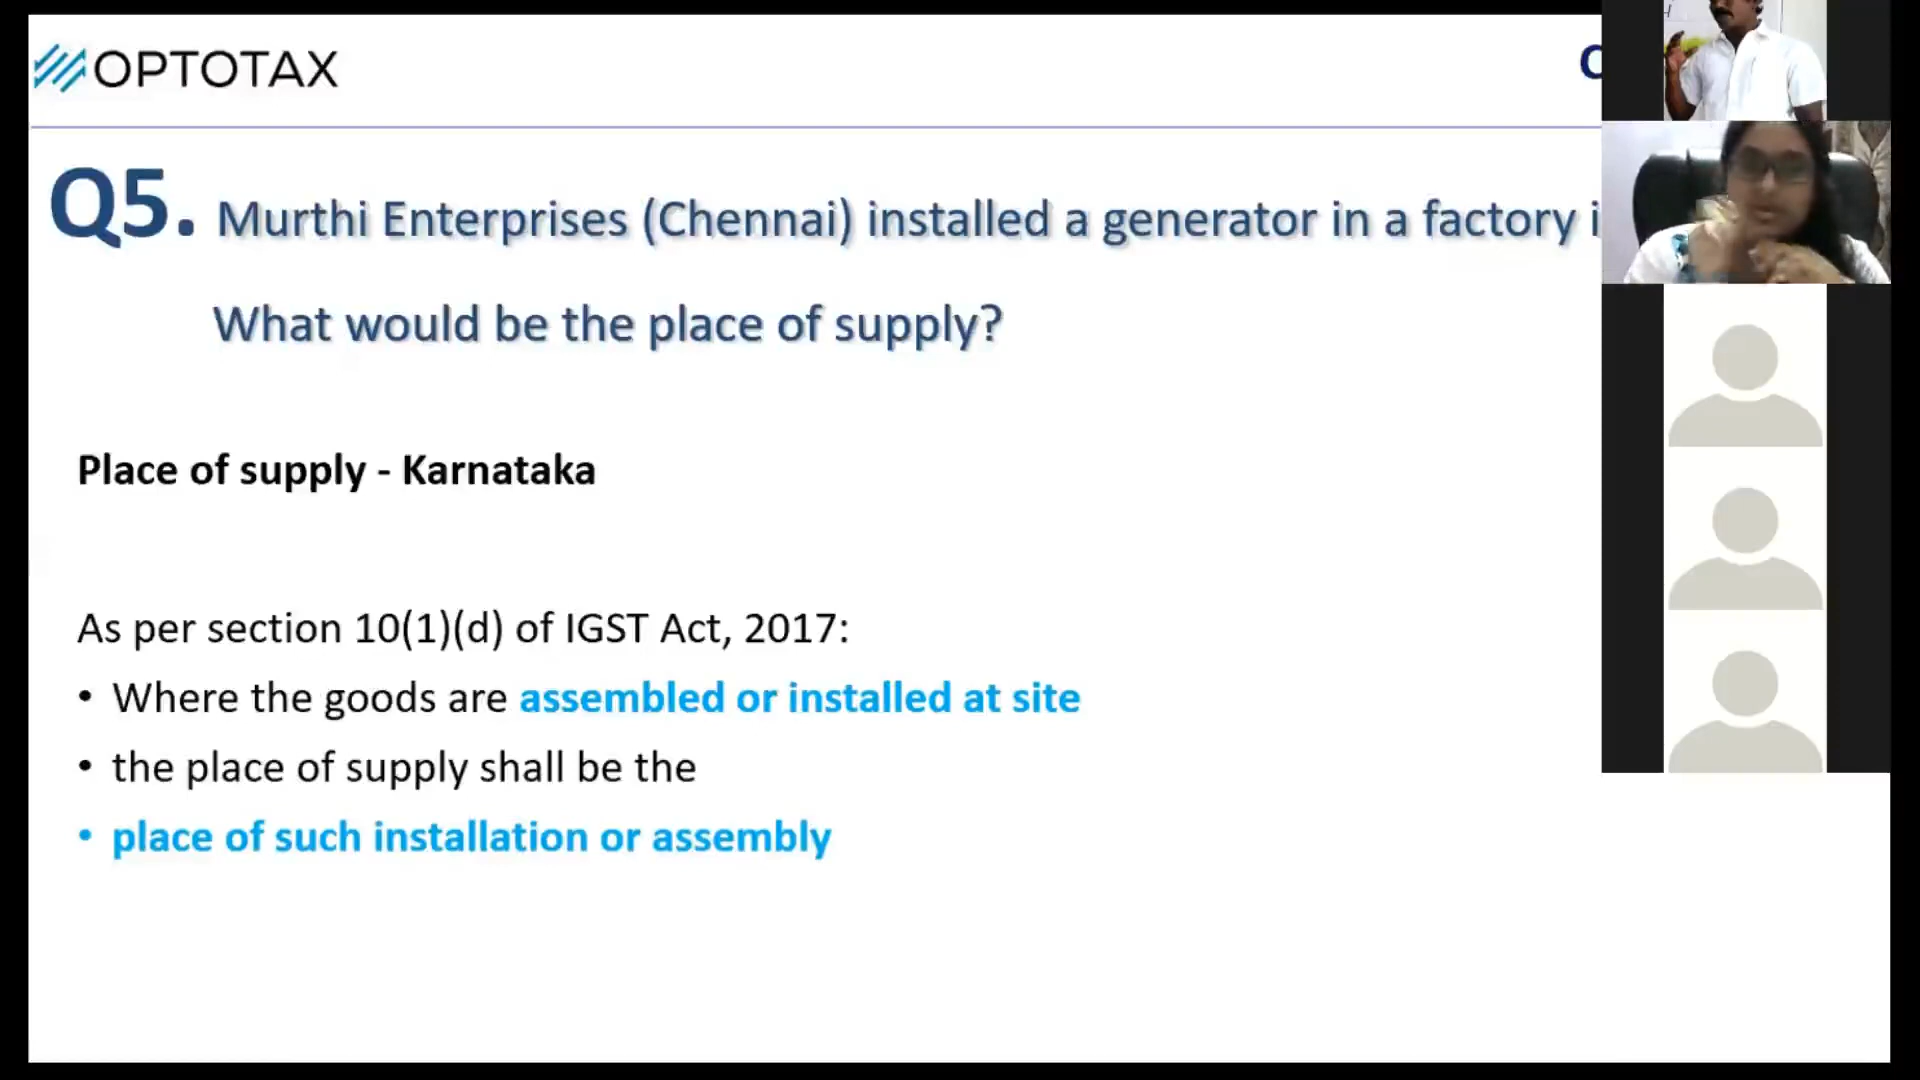 OPTOTAX
Q5. Murthi Enterprises (Chennai) installed a generator in a factory
What would be the place of supply?
Place of supply - Karnataka
As per section 10(1)(d) of IGST Act, 2017:
• Where the goods are assembled or installed at site
• the place of supply shall be the
• place of such installation or assembly